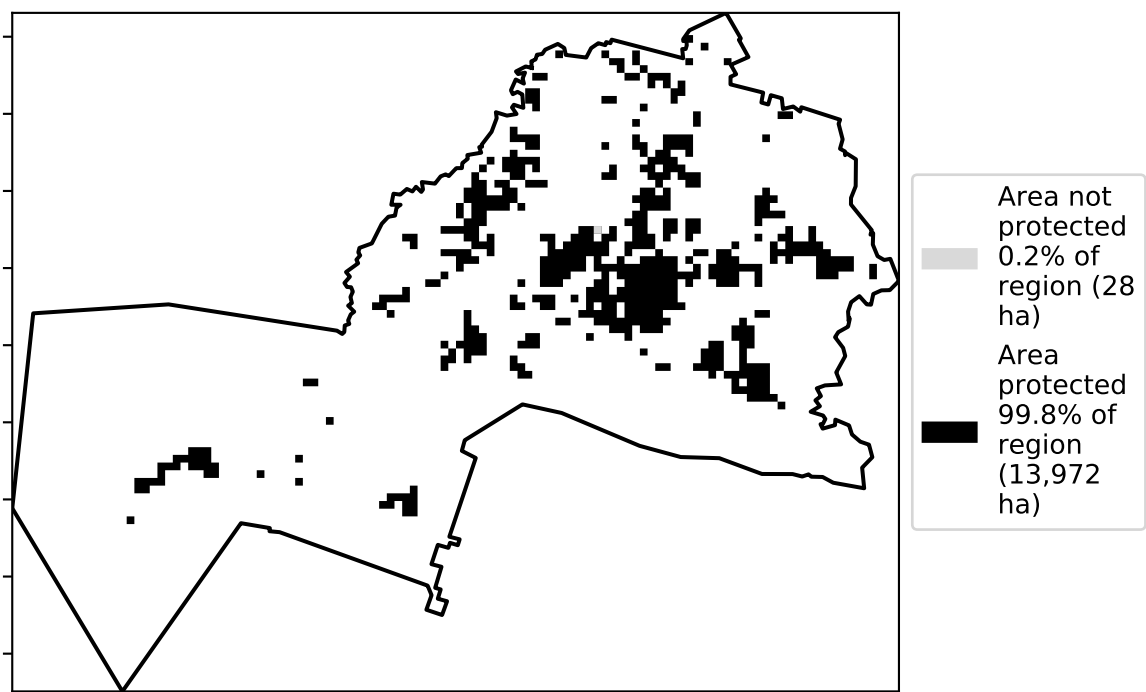 Area not
protected
0.2% of
region (28
ha)
Area
protected
99.8% of
region
(13,972
ha)